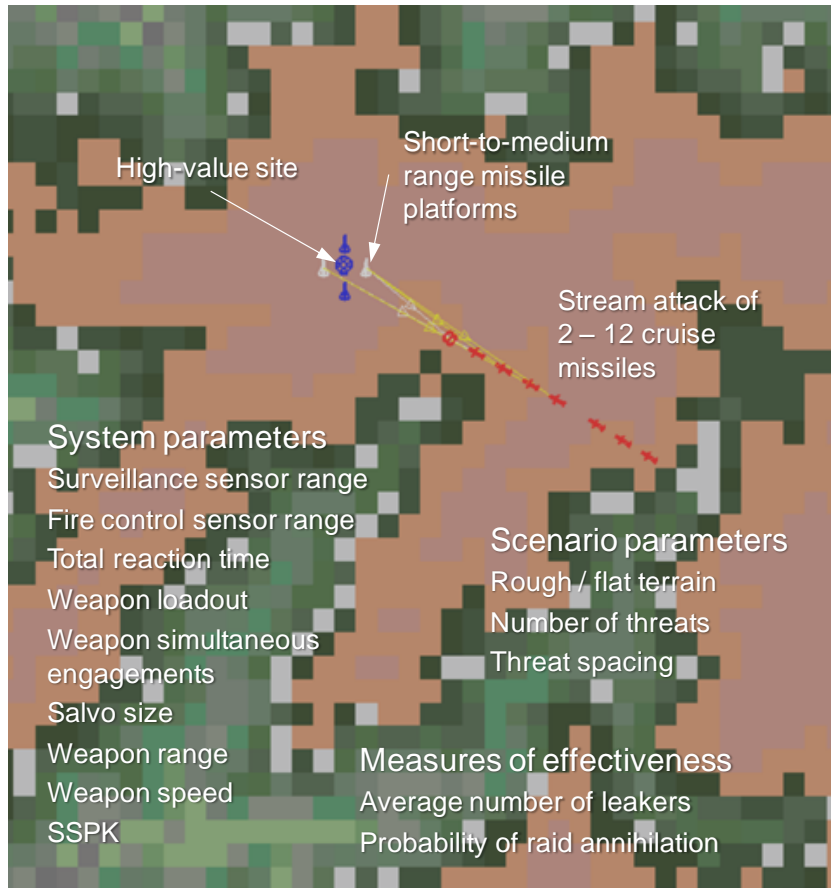 High-value site
Short-to-medium
range missile
platforms
Stream attack of
2 – 12 cruise
missiles
System parameters
Surveillance sensor range
Fire control sensor range
Total reaction time
Weapon loadout
Weapon simultaneous
engagements
Salvo size
Weapon range
Weapon speed
SSPK
Scenario parameters
Rough / flat terrain
Number of threats
Threat spacing
Measures of effectiveness
Average number of leakers
Probability of raid annihilation